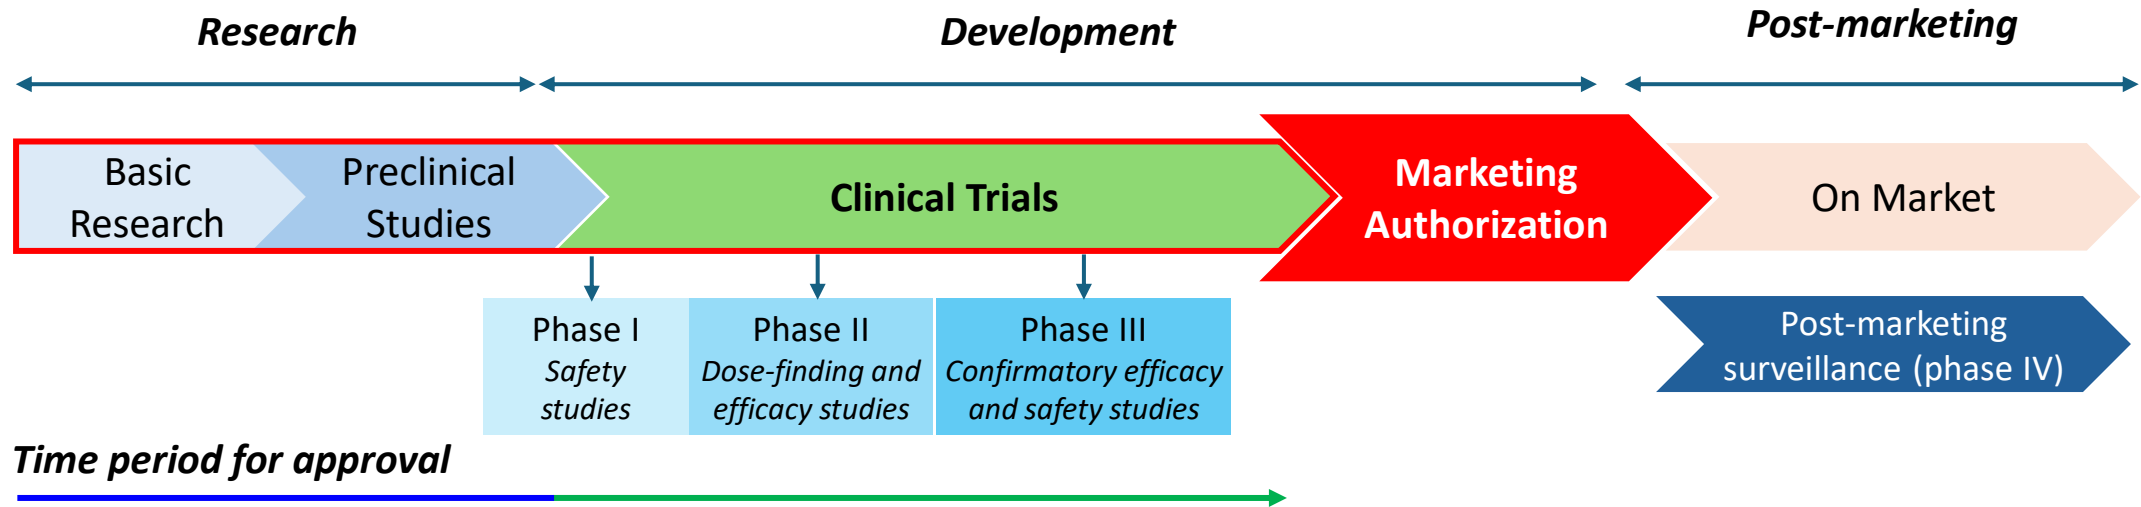 Research
Development
Post-marketing
Basic
Research
Preclinical
Studies
Clinical Trials
Marketing
Authorization
On Market
Phase I
Safety
studies
Phase II
Dose-finding and
efficacy studies
Phase III
Confirmatory efficacy
and safety studies
Post-marketing
surveillance (phase IV)
Time period for approval